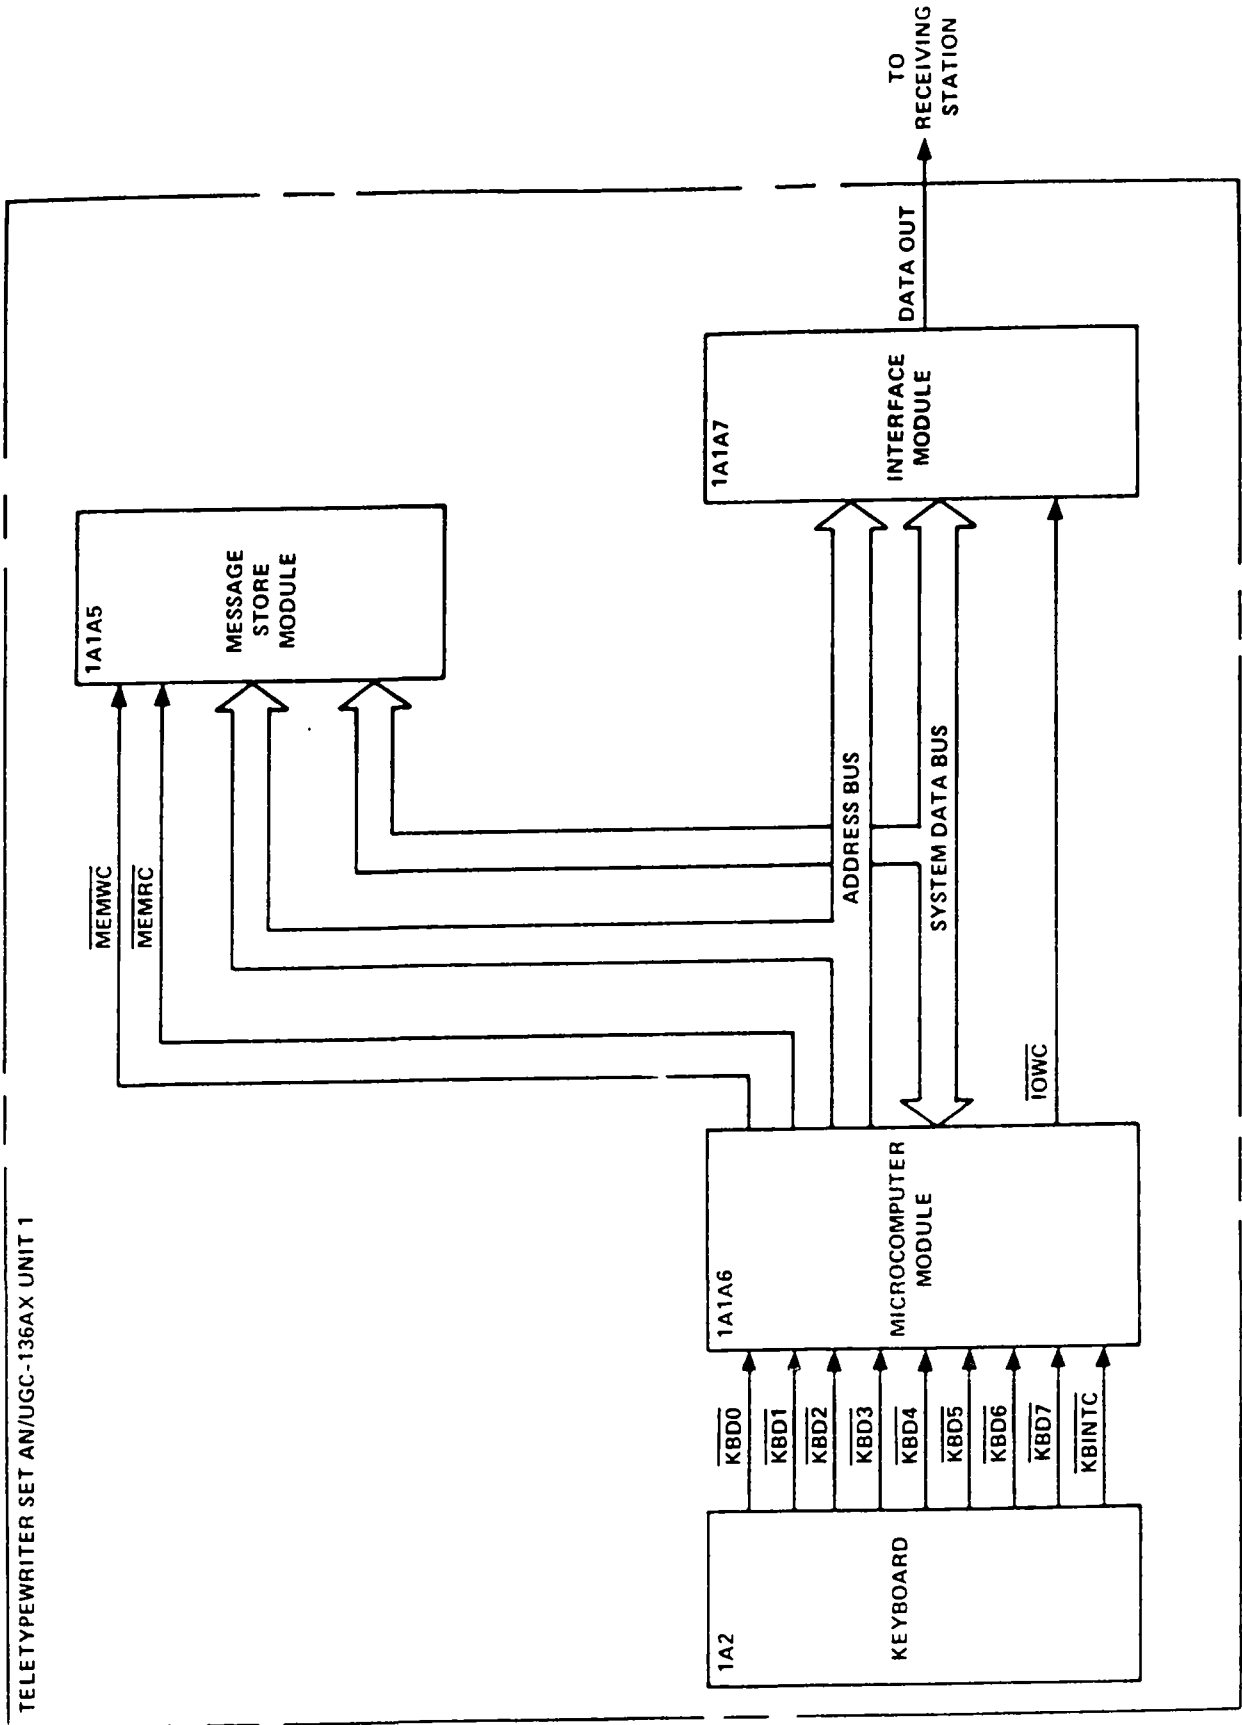 TELETYPEWRITER SET AN/UGC-136AX UNIT 1
MEMWC
MEMRC
1A1A5
MESSAGE
STORE
MODULE
1A2
KEYBOARD
KBD0
KBD1
KBD2
KBD3
KBD4
KBD5
KBD6
KBD7
KBINTC
1A1A6
MICROCOMPUTER
MODULE
ADDRESS BUS
SYSTEM DATA BUS
IOWC
1A1A7
INTERFACE
MODULE
DATA OUT
TO
RECEIVING
STATION